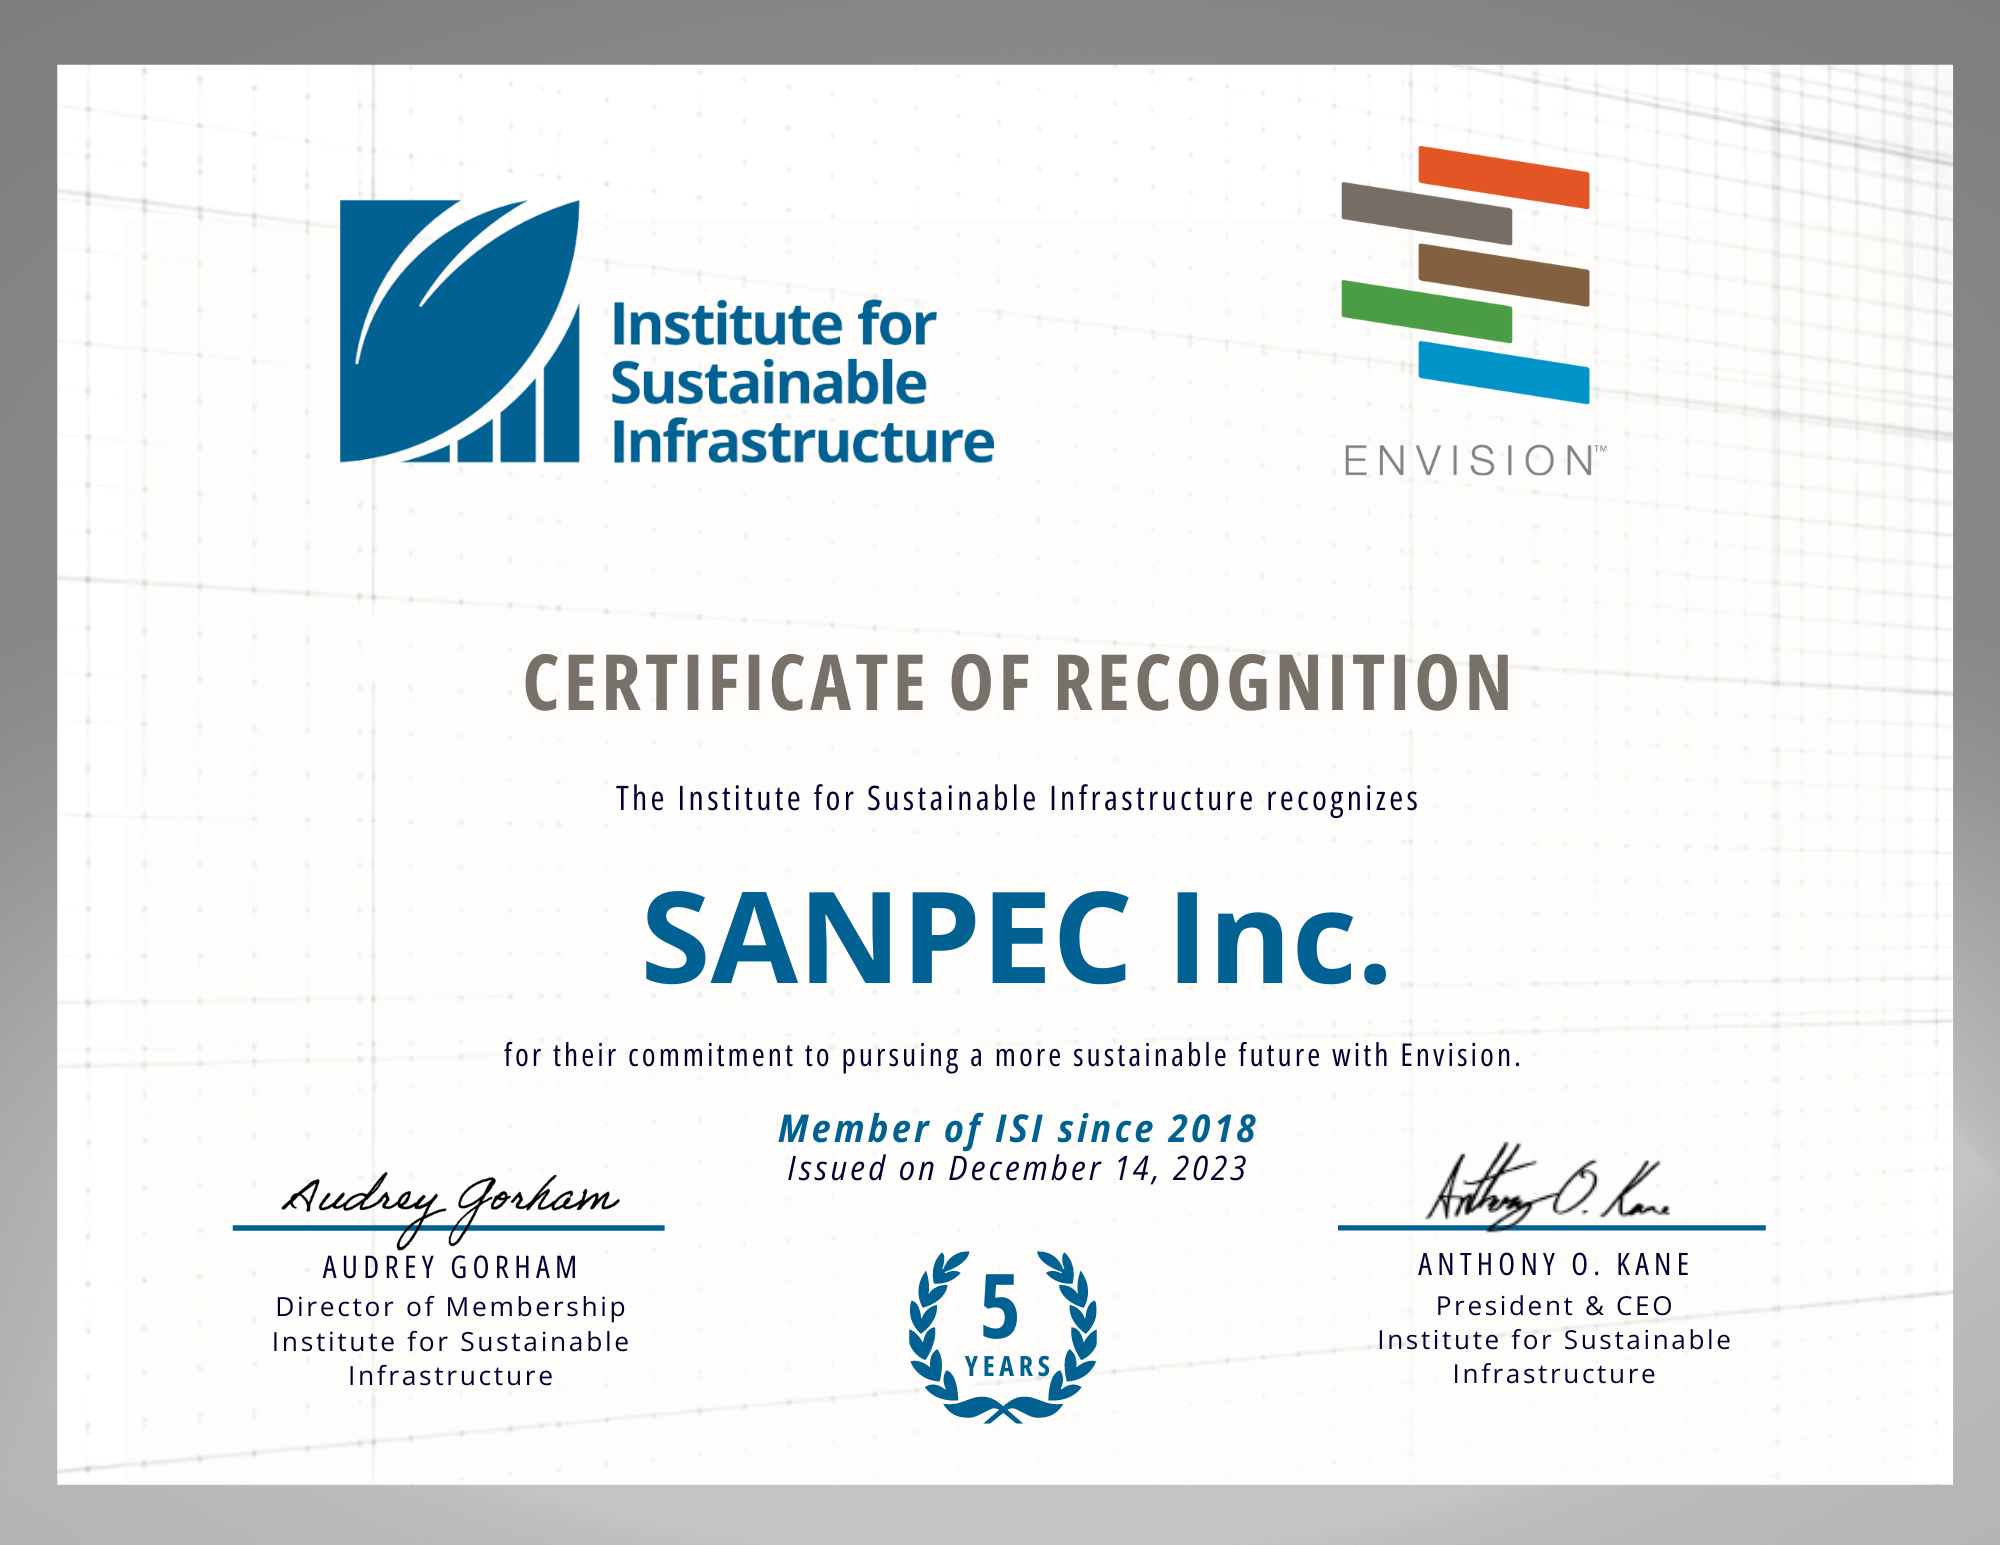 Institute for
Sustainable
Infrastructure
ENVISION™
CERTIFICATE OF RECOGNITION
The Institute for Sustainable Infrastructure recognizes
SANPEC Inc.
for their commitment to pursuing a more sustainable future with Envision.
Member of ISI since 2018
Issued on December 14, 2023
Audrey Gorham
AUDREY GORHAM
Director of Membership
Institute for Sustainable
Infrastructure
5
YEARS
Anthony O. Kane
ANTHONY O. KANE
President & CEO
Institute for Sustainable
Infrastructure